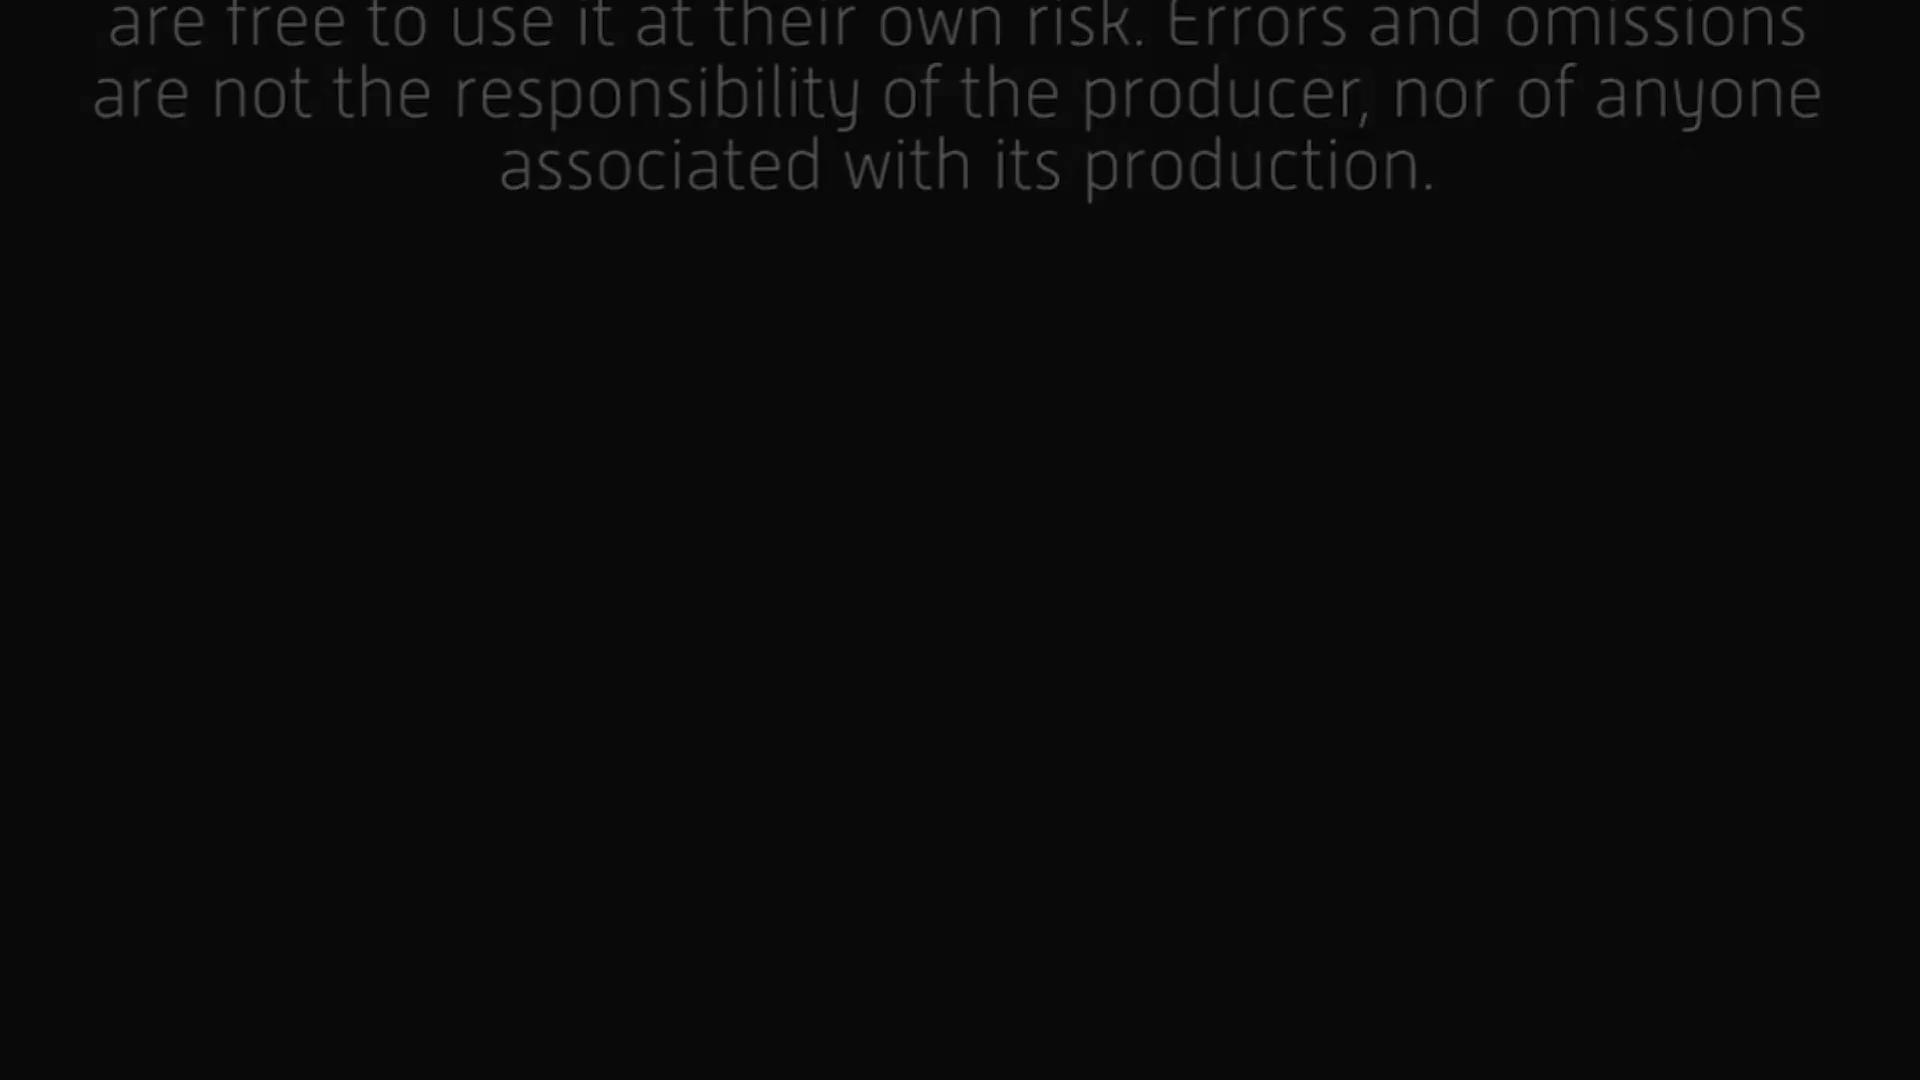 are free to use it at their own risk. Errors and omissions
are not the responsibility of the producer, nor of anyone
associated with its production.